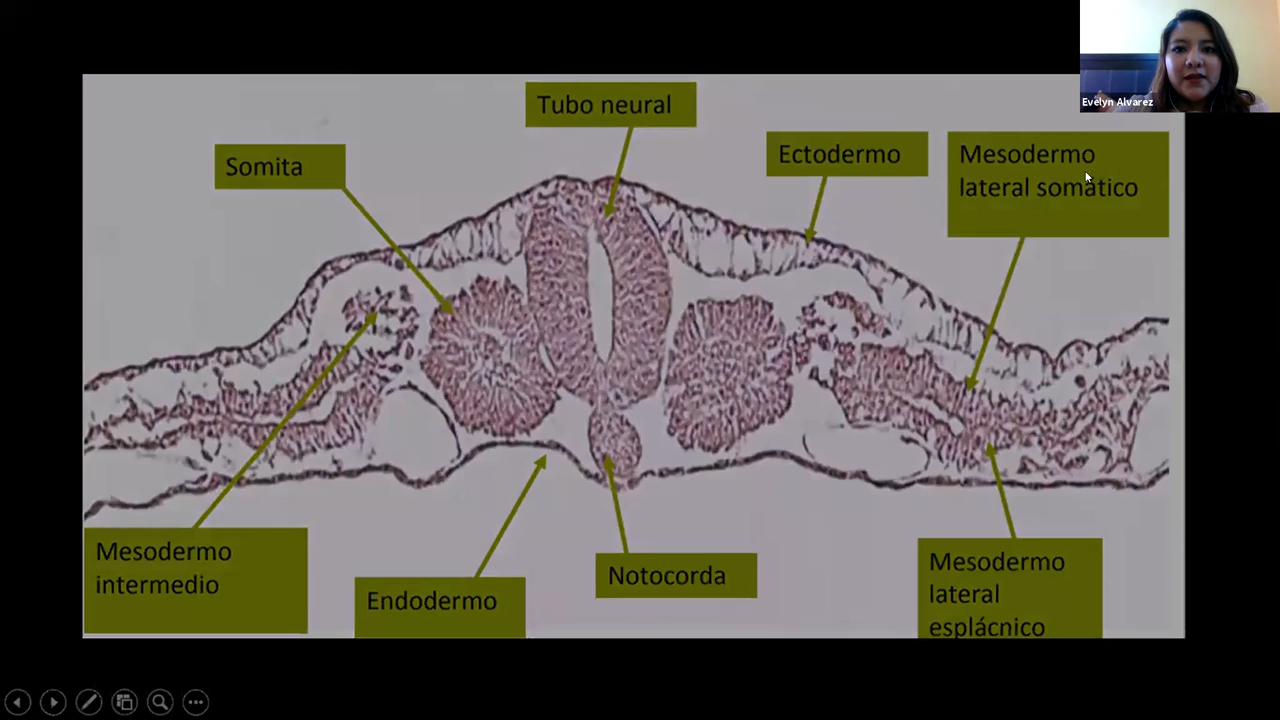 Evelyn Alvarez
Tubo neural
Somita
Ectodermo
Mesodermo
lateral somático
Mesodermo
intermedio
Endodermo
Notocorda
Mesodermo
lateral
esplácnico